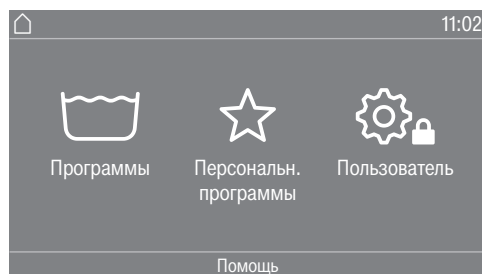 11:02
Программы
Персональн.
программы
Пользователь
Помощь